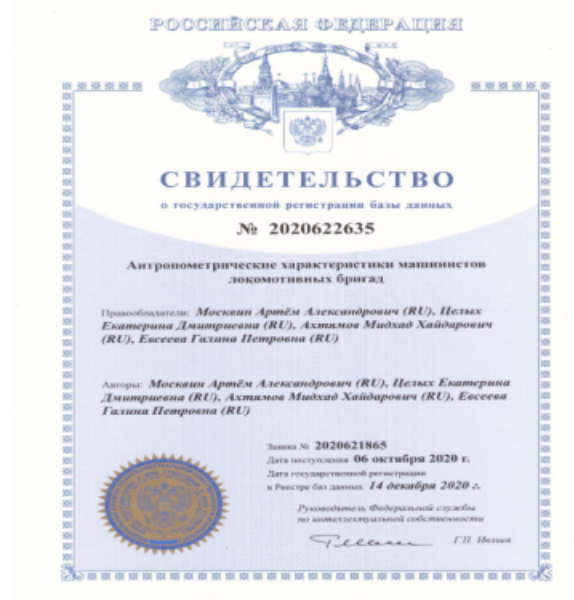 РОССИЙСКАЯ ФЕДЕРАЦИЯ
СВИДЕТЕЛЬСТВО
о государственной регистрации базы данных
№ 2020622635
Антропометрические характеристики машинистов
локомотивных бригад
Правообладатели: Москвин Артём Александрович (RU), Целых
Екатерина Дмитриевна (RU), Ахтямов Мидхад Хайдарович
(RU), Евсеева Галина Петровна (RU)
Авторы: Москвин Артём Александрович (RU), Целых Екатерина
Дмитриевна (RU), Ахтямов Мидхад Хайдарович (RU), Евсеева
Галина Петровна (RU)
Заявка № 2020621865
Дата поступления 06 октября 2020 г.
Дата государственной регистрации
в Реестре баз данных 14 декабря 2020 г.
Руководитель Федеральной службы
по интеллектуальной собственности
Г.П. Ивлиев